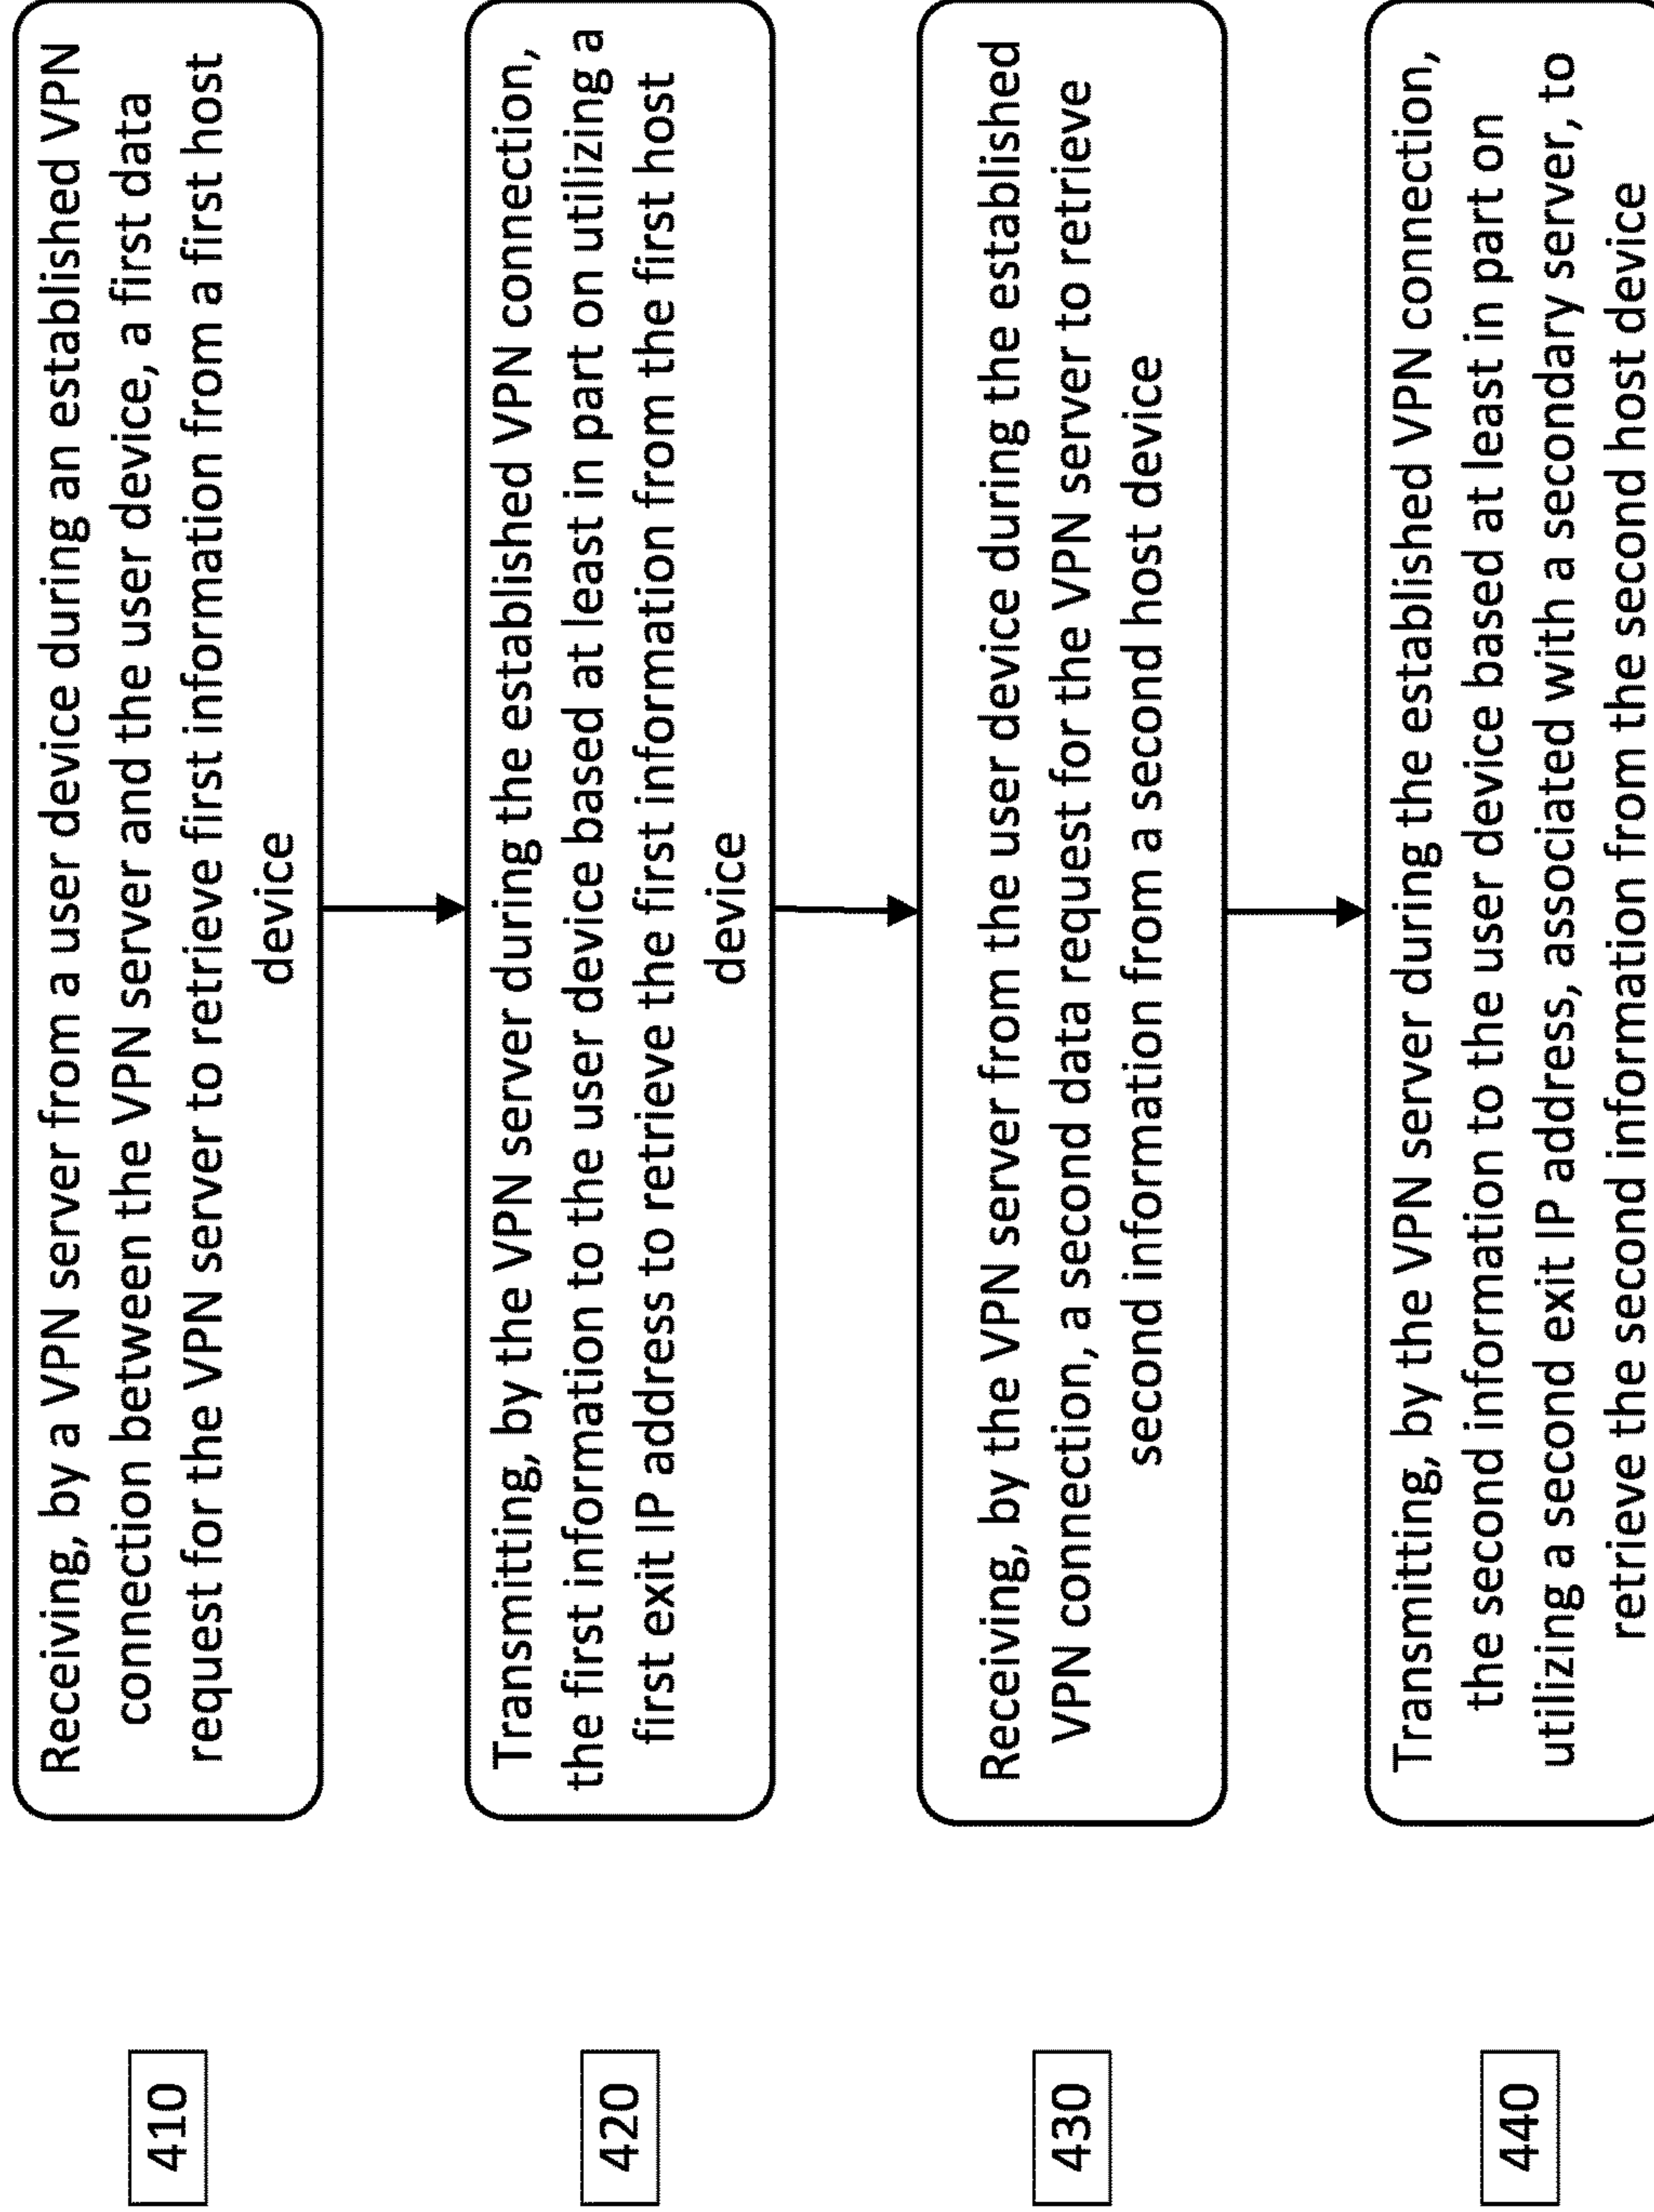 410
Receiving, by a VPN server from a user device during an established VPN
connection between the VPN server and the user device, a first data
request for the VPN server to retrieve first information from a first host
device
420
Transmitting, by the VPN server during the established VPN connection,
the first information to the user device based at least in part on utilizing a
first exit IP address to retrieve the first information from the first host
device
430
Receiving, by the VPN server from the user device during the established
VPN connection, a second data request for the VPN server to retrieve
second information from a second host device
440
Transmitting, by the VPN server during the established VPN connection,
the second information to the user device based at least in part on
utilizing a second exit IP address, associated with a secondary server, to
retrieve the second information from the second host device